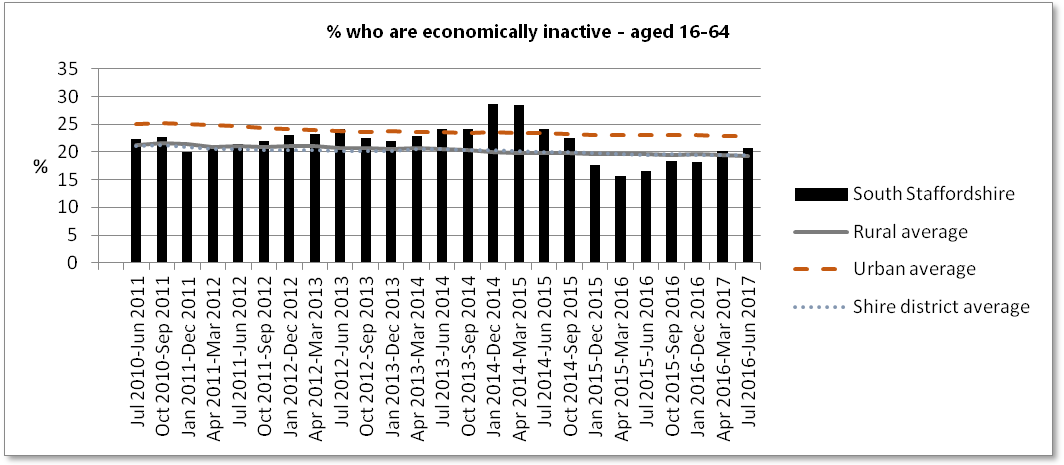 % who are economically inactive - aged 16-64
35
30
25
20
15
10
5
0
%
Jul 2010-Jun 2011
Oct 2010-Sep 2011
Jan 2011-Dec 2011
Apr 2011-Mar 2012
Jul 2011-Jun 2012
Oct 2011-Sep 2012
Jan 2012-Dec 2012
Apr 2012-Mar 2013
Jul 2012-Jun 2013
Oct 2012-Sep 2013
Jan 2013-Dec 2013
Apr 2013-Mar 2014
Jul 2013-Jun 2014
Oct 2013-Sep 2014
Jan 2014-Dec 2014
Apr 2014-Mar 2015
Jul 2014-Jun 2015
Oct 2014-Sep 2015
Jan 2015-Dec 2015
Apr 2015-Mar 2016
Jul 2015-Jun 2016
Oct 2015-Sep 2016
Jan 2016-Dec 2016
Apr 2016-Mar 2017
Jul 2016-Jun 2017
South Staffordshire
Rural average
Urban average
Shire district average